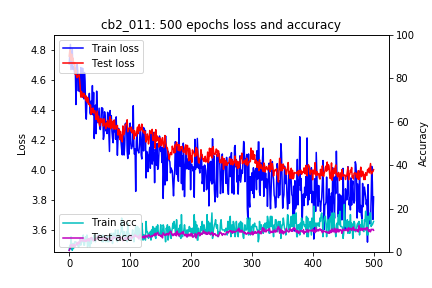 cb2_011: 500 epochs loss and accuracy
4.8
4.6
4.4
4.2
4.0
3.8
3.6
Loss
Train loss
Test loss
Train acc
Test acc
100
80
60
40
20
0
Accuracy
0 100 200 300 400 500